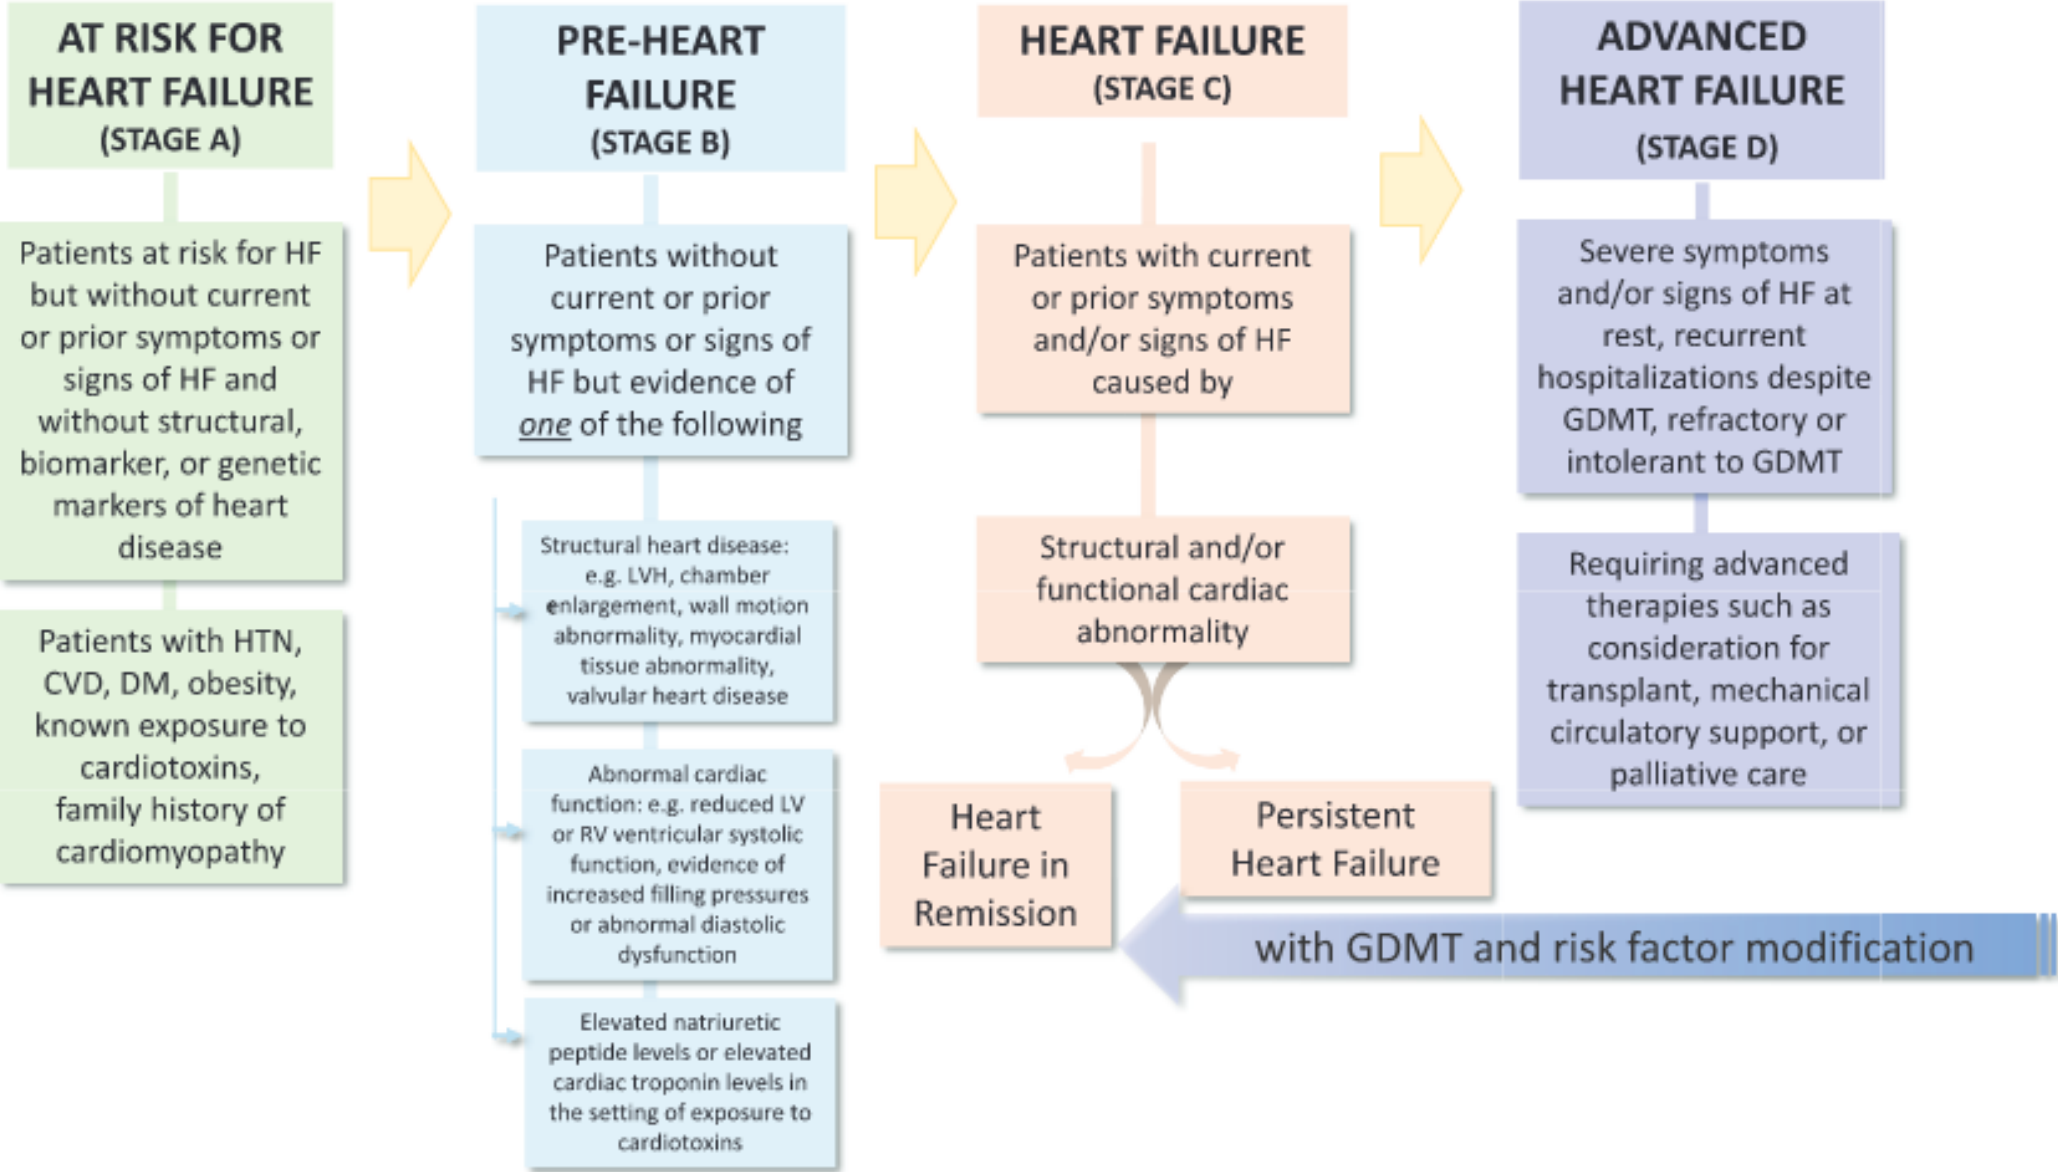 AT RISK FOR
HEART FAILURE
(STAGE A)
Patients at risk for HF
but without current
or prior symptoms or
signs of HF and
without structural,
biomarker, or genetic
markers of heart
disease
Patients with HTN,
CVD, DM, obesity,
known exposure to
cardiotoxins,
family history of
cardiomyopathy
PRE-HEART
FAILURE
(STAGE B)
Patients without
current or prior
symptoms or signs of
HF but evidence of
one of the following
Structural heart disease:
e.g. LVH, chamber
enlargement, wall motion
abnormality, myocardial
tissue abnormality,
valvular heart disease
Abnormal cardiac
function: e.g. reduced LV
or RV ventricular systolic
function, evidence of
increased filling pressures
or abnormal diastolic
dysfunction
Elevated natriuretic
peptide levels or elevated
cardiac troponin levels in
the setting of exposure to
cardiotoxins
HEART FAILURE
(STAGE C)
Patients with current
or prior symptoms
and/or signs of HF
caused by
Structural and/or
functional cardiac
abnormality
Heart
Failure in
Remission
Persistent
Heart Failure
ADVANCED
HEART FAILURE
(STAGE D)
Severe symptoms
and/or signs of HF at
rest, recurrent
hospitalizations despite
GDMT, refractory or
intolerant to GDMT
Requiring advanced
therapies such as
consideration for
transplant, mechanical
circulatory support, or
palliative care
with GDMT and risk factor modification